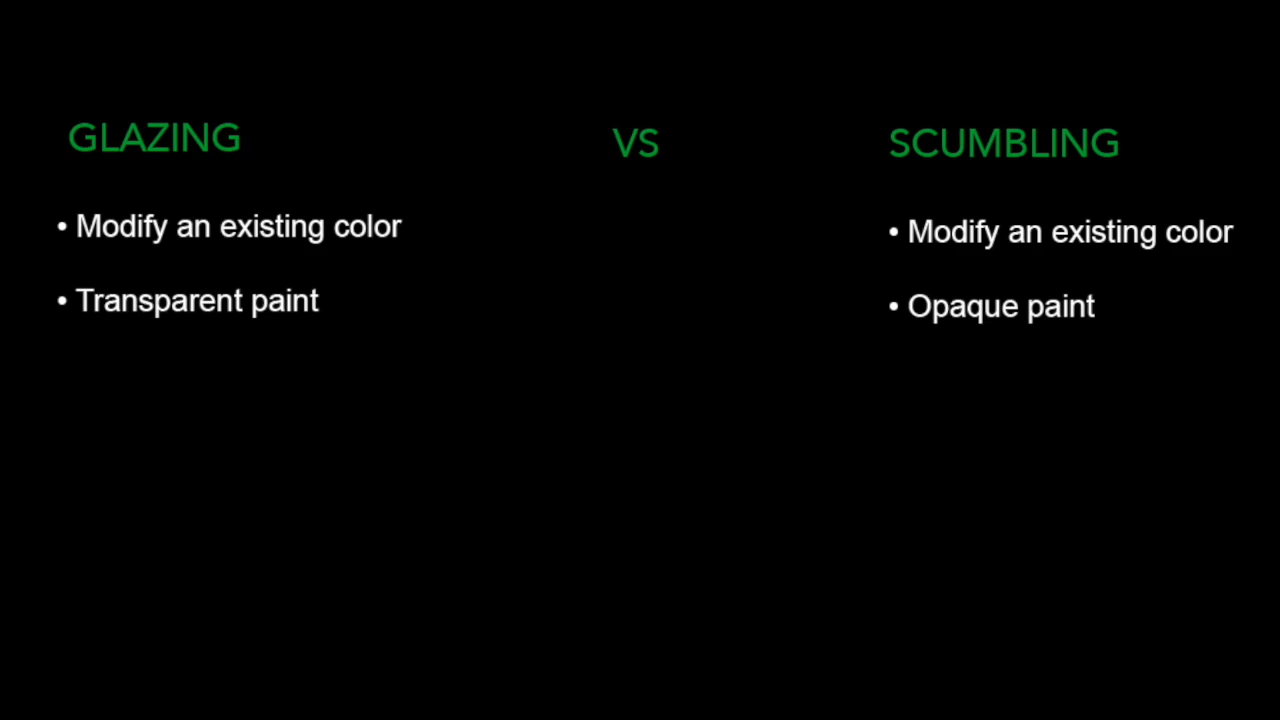 GLAZING
VS
SCUMBLING
• Modify an existing color
• Transparent paint
• Modify an existing color
• Opaque paint